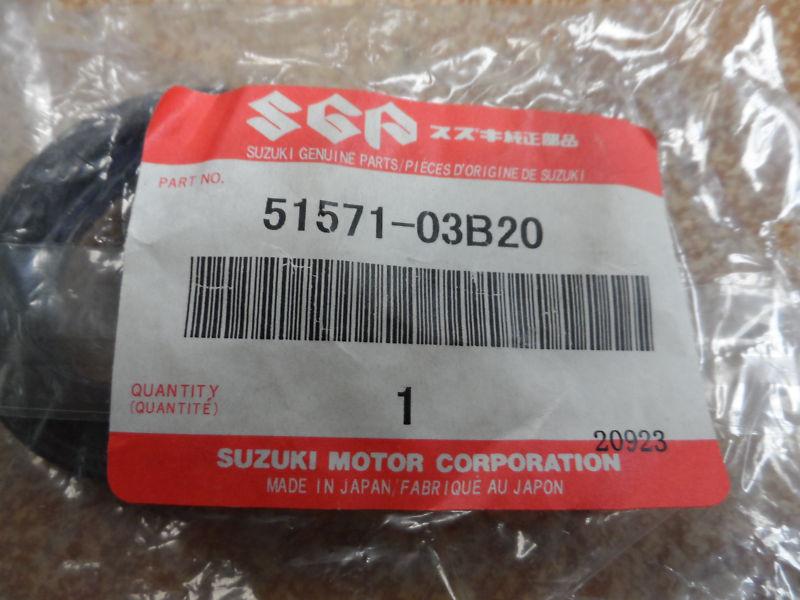 SGP スズキ純正部品
SUZUKI GENUINE PARTS/PIÈCES D'ORIGINE DE SUZUKI
PART NO.
51571-03B20
QUANTITY
(QUANTITÉ)
1
20923
SUZUKI MOTOR CORPORATION
MADE IN JAPAN/FABRIQUÉ AU JAPON